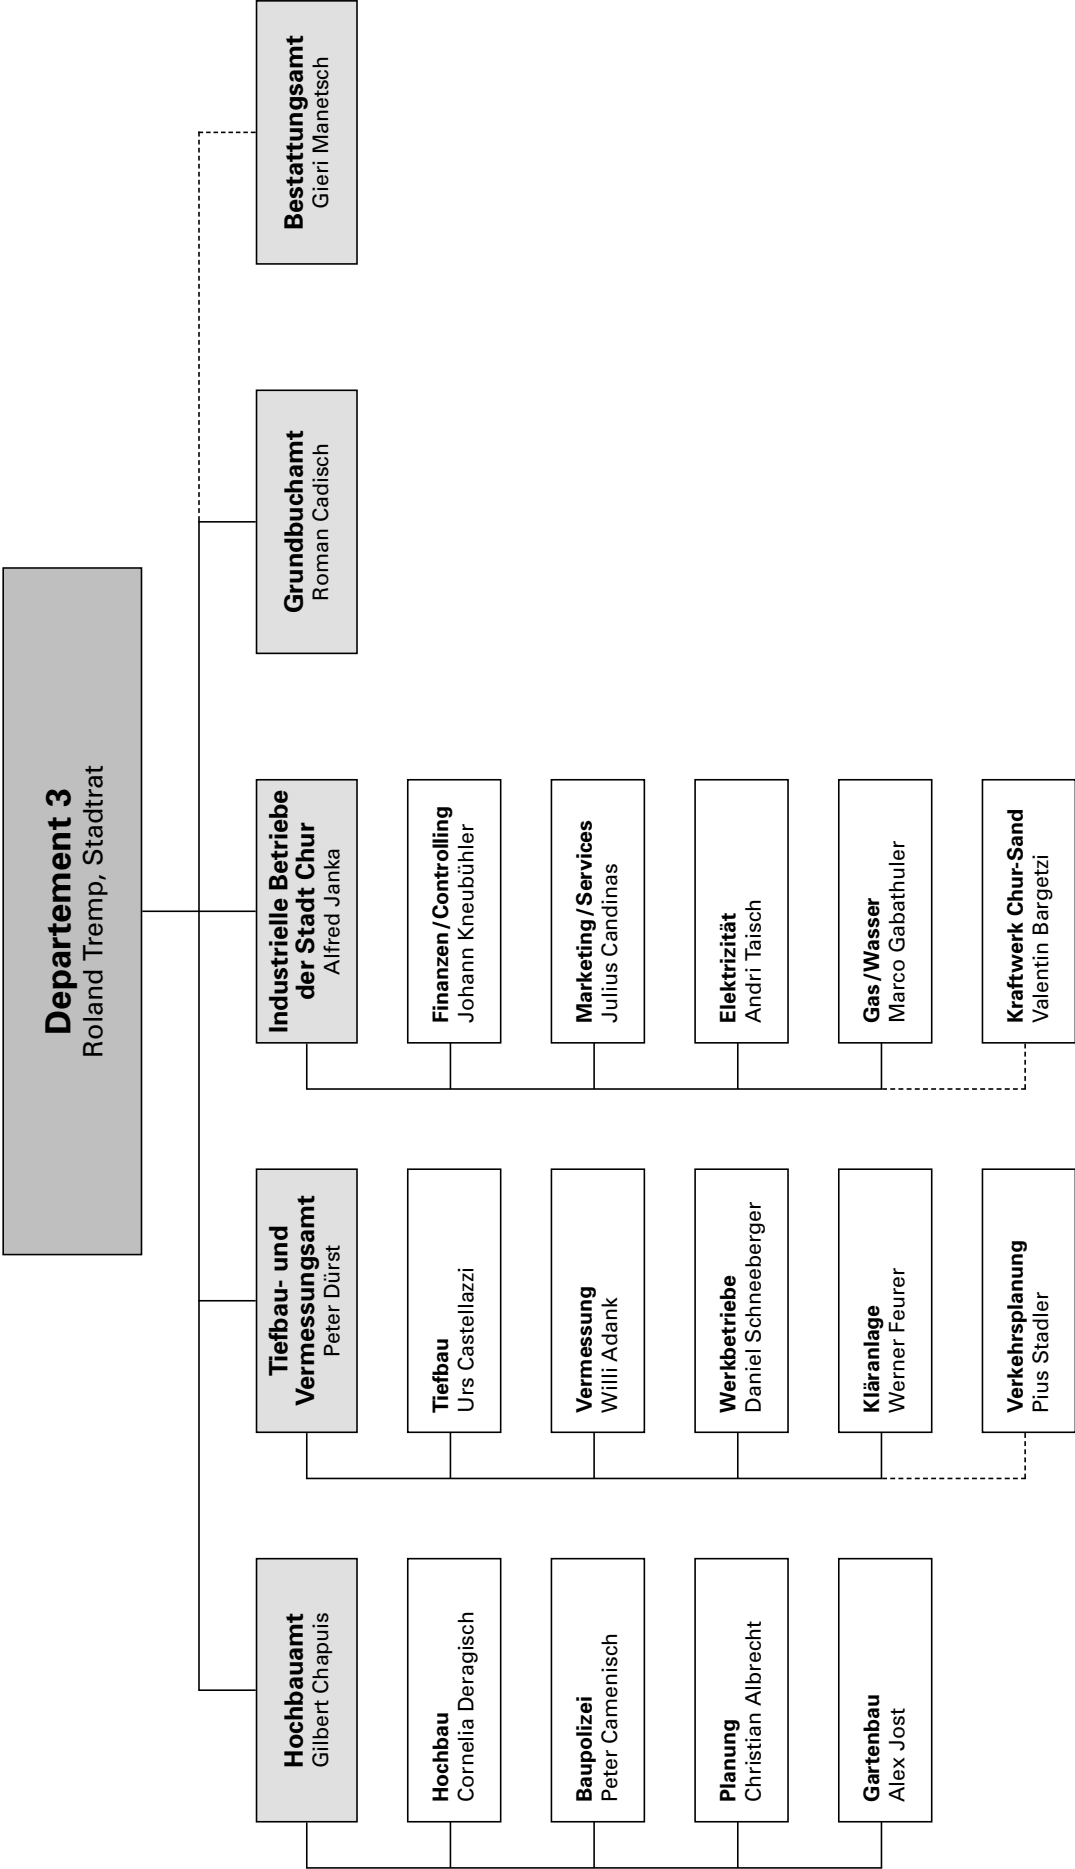 Departement 3
Roland Tremp, Stadtrat
Hochbauamt
Gilbert Chapuis
Hochbau
Cornelia Deragisch
Baupolizei
Peter Camenisch
Planung
Christian Albrecht
Gartenbau
Alex Jost
Tiefbau- und
Vermessungsamt
Peter Dürst
Tiefbau
Urs Castellazzi
Vermessung
Willi Adank
Werkbetriebe
Daniel Schneeberger
Kläranlage
Werner Feurer
Verkehrsplanung
Pius Stadler
Industrielle Betriebe
der Stadt Chur
Alfred Janka
Finanzen/Controlling
Johann Kneubühler
Marketing/Services
Julius Candinas
Elektrizität
Andri Taisch
Gas/Wasser
Marco Gabathuler
Kraftwerk Chur-Sand
Valentin Bargetzi
Grundbuchamt
Roman Cadisch
Bestattungsamt
Gieri Manetsch